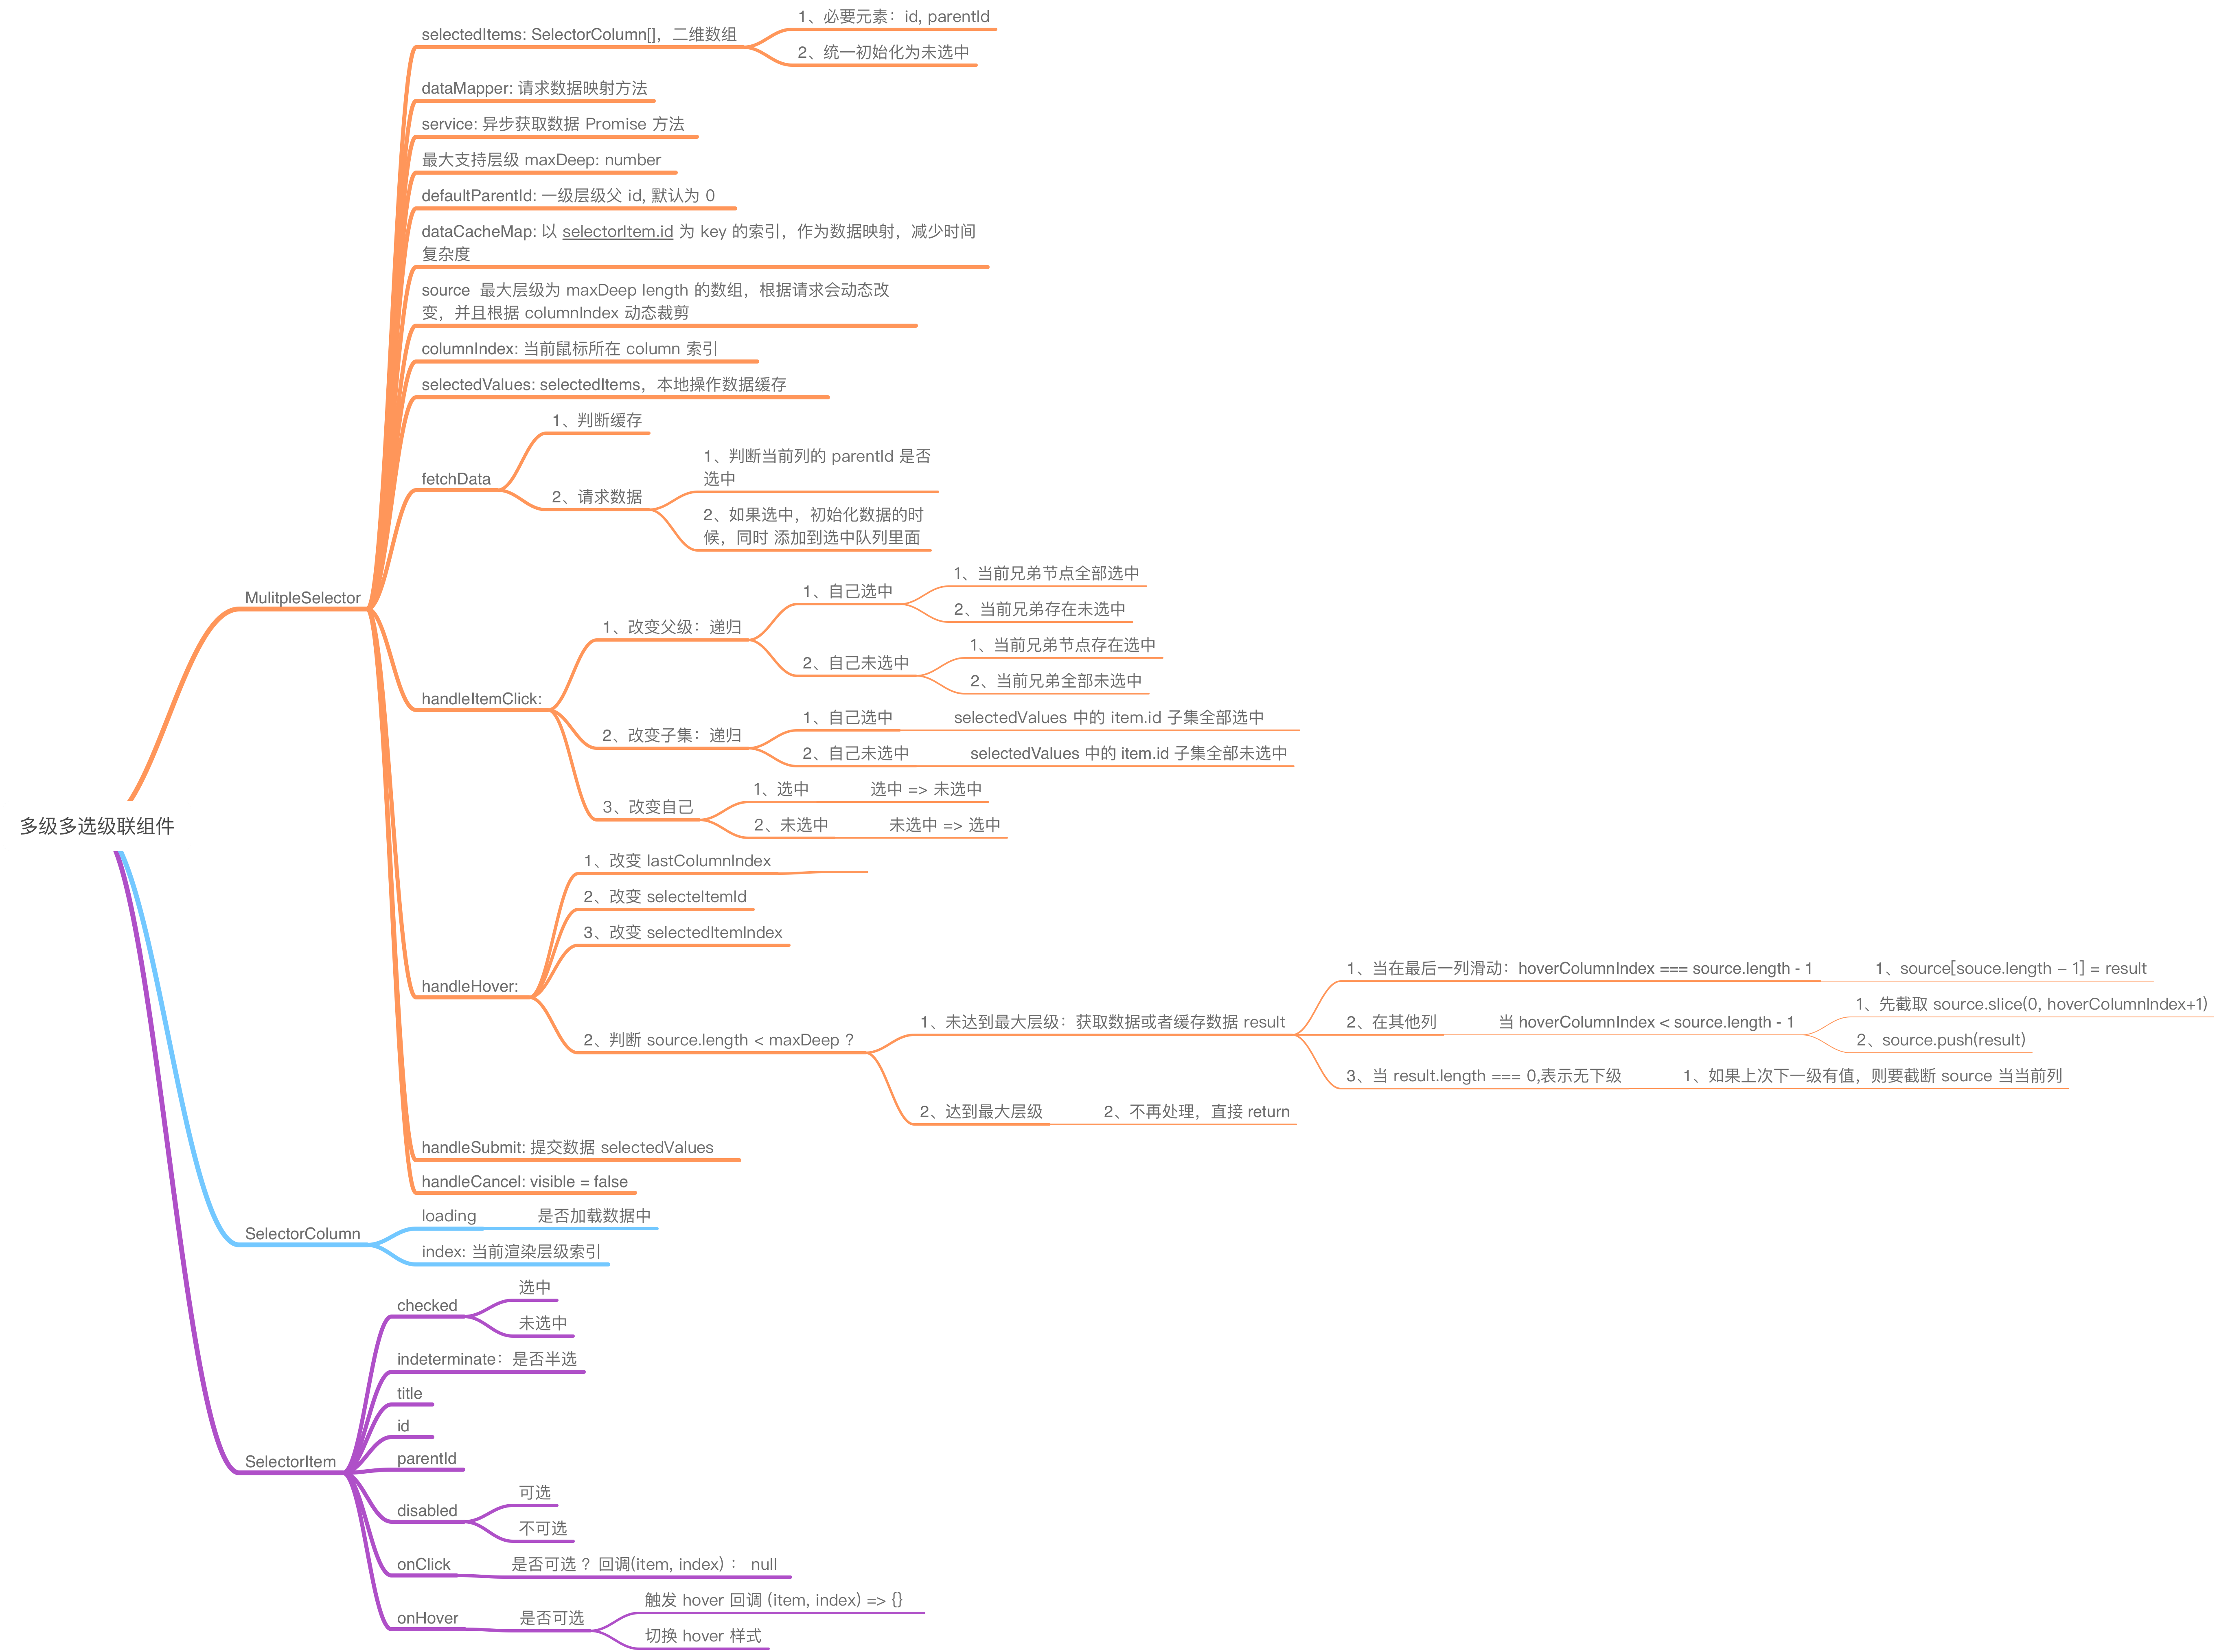 多级多选级联组件
MulitpleSelector
selectedItems: SelectorColumn[]，二维数组
1、必要元素：id, parentId
2、统一初始化为未选中
dataMapper: 请求数据映射方法
service: 异步获取数据 Promise 方法
最大支持层级 maxDeep: number
defaultParentId: 一级层级父 id, 默认为 0
dataCacheMap: 以 selectorItem.id 为 key 的索引，作为数据映射，减少时间
复杂度
source  最大层级为 maxDeep length 的数组，根据请求会动态改
变，并且根据 columnIndex 动态裁剪
columnIndex: 当前鼠标所在 column 索引
selectedValues: selectedItems，本地操作数据缓存
fetchData
1、判断缓存
2、请求数据
1、判断当前列的 parentId 是否
选中
2、如果选中，初始化数据的时
候，同时 添加到选中队列里面
handleItemClick:
1、改变父级：递归
1、自己选中
1、当前兄弟节点全部选中
2、当前兄弟存在未选中
2、自己未选中
1、当前兄弟节点存在选中
2、当前兄弟全部未选中
2、改变子集：递归
1、自己选中
selectedValues 中的 item.id 子集全部选中
2、自己未选中
selectedValues 中的 item.id 子集全部未选中
3、改变自己
1、选中
选中 => 未选中
2、未选中
未选中 => 选中
handleHover:
1、改变 lastColumnIndex
2、改变 selecteItemId
3、改变 selectedItemIndex
2、判断 source.length < maxDeep ？
1、未达到最大层级：获取数据或者缓存数据 result
1、当在最后一列滑动：hoverColumnIndex === source.length - 1
1、source[souce.length – 1] = result
2、在其他列
当 hoverColumnIndex < source.length - 1
1、先截取 source.slice(0, hoverColumnIndex+1)
2、source.push(result)
3、当 result.length === 0,表示无下级
1、如果上次下一级有值，则要截断 source 当当前列
2、达到最大层级
2、不再处理，直接 return
handleSubmit: 提交数据 selectedValues
handleCancel: visible = false
SelectorColumn
loading
是否加载数据中
index: 当前渲染层级索引
SelectorItem
checked
选中
未选中
indeterminate：是否半选
title
id
parentId
disabled
可选
不可选
onClick
是否可选 ？ 回调(item, index) ： null
onHover
是否可选
触发 hover 回调 (item, index) => {}
切换 hover 样式